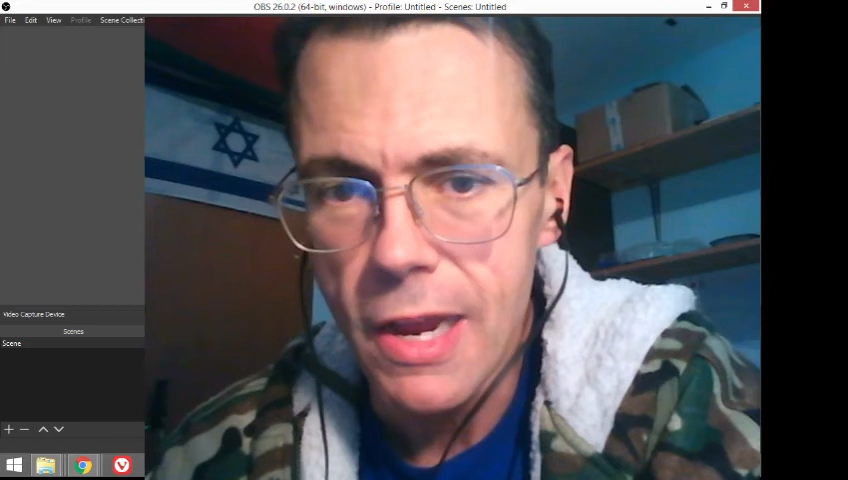 OBS 26.0.2 (64-bit, windows) - Profile: Untitled - Scenes: Untitled
File Edit View Profile Scene Collecti
Video Capture Device
Scenes
Scene